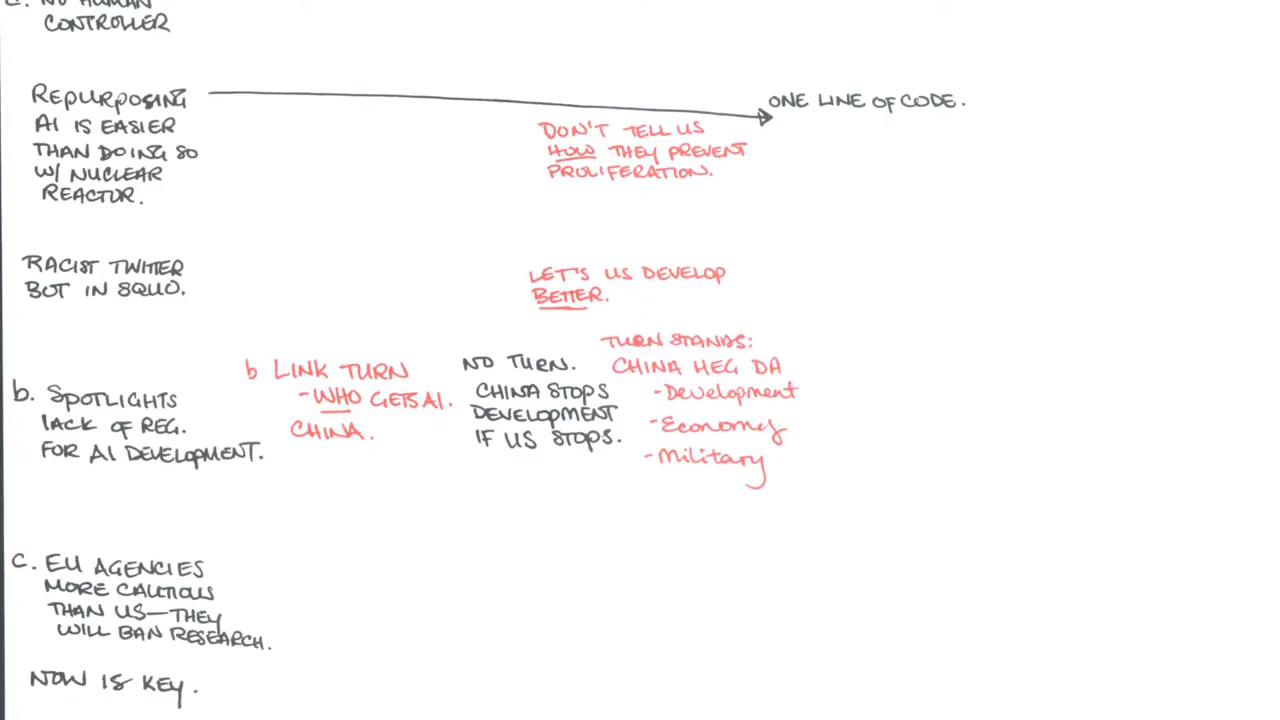 NO HUMAN
CONTROLLER
REPURPOSING
AI IS EASIER
THAN DOING SO
W/ NUCLEAR
REACTOR.
ONE LINE OF CODE.
DON'T TELL US
HOW THEY PREVENT
PROLIFERATION.
RACIST TWITTER
BOT IN SQUO.
LET'S US DEVELOP
BETTER.
b. SPOTLIGHTS
LACK OF REG.
FOR AI DEVELOPMENT.
b LINK TURN
- WHO GETS AI.
CHINA.
NO TURN.
CHINA STOPS
DEVELOPMENT
IF US STOPS.
TURN STANDS:
CHINA HEG DA
- Development
- Economy
- Military
C. EU AGENCIES
MORE CAUTIOUS
THAN US—THEY
WILL BAN RESEARCH.
NOW IS KEY.